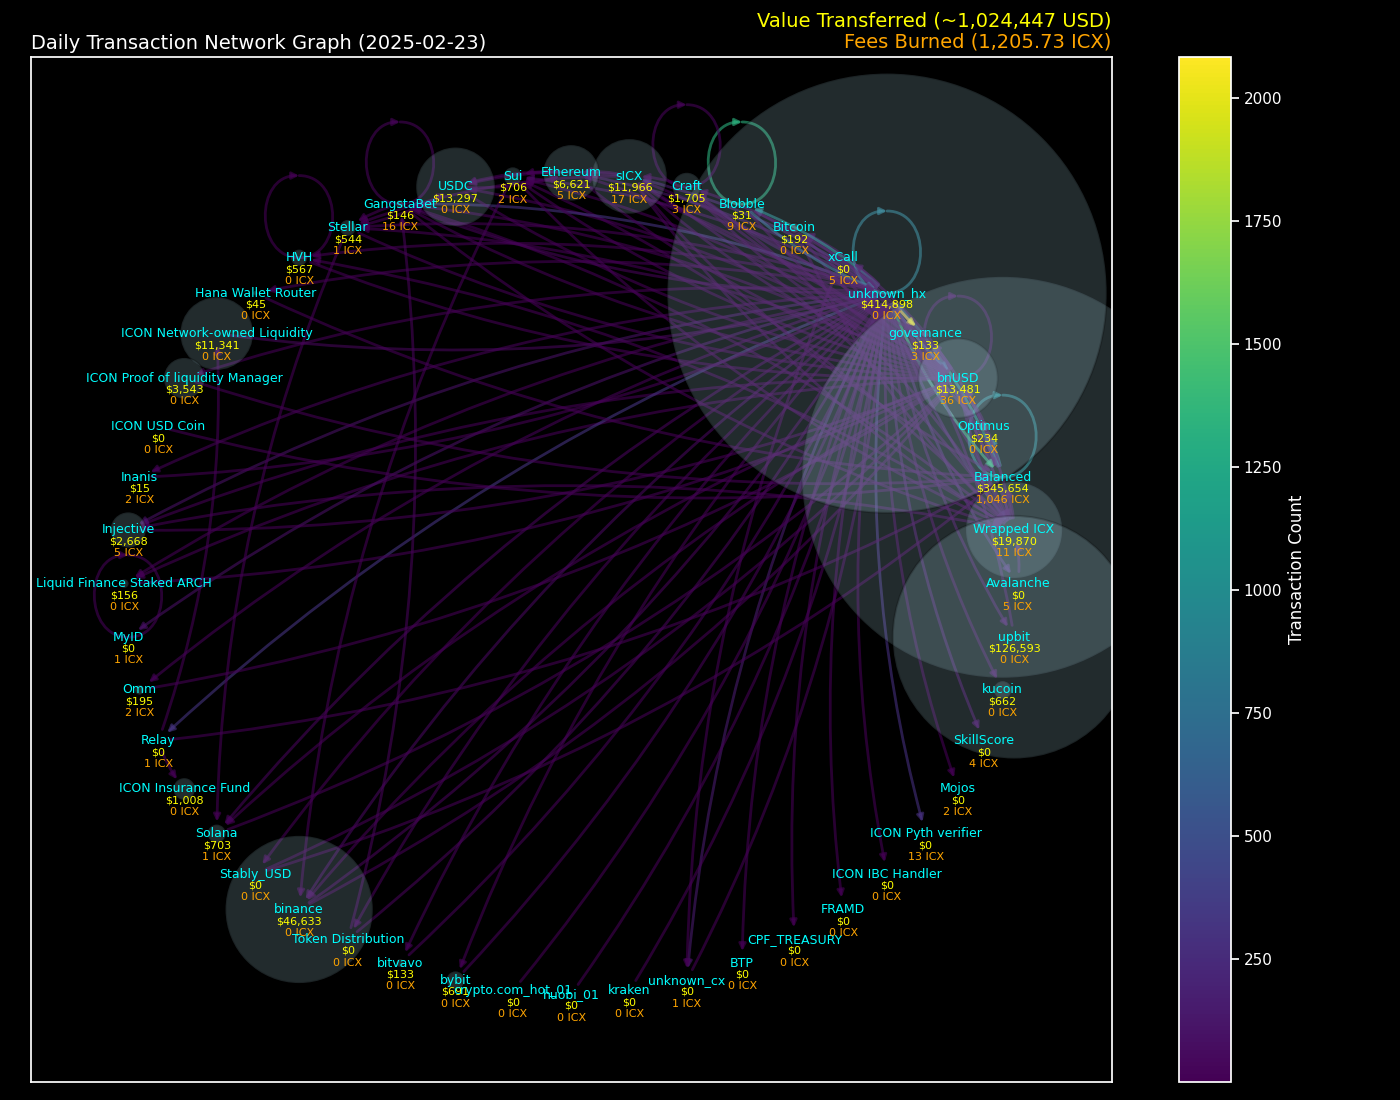 Value Transferred (~1,024,447 USD)
Daily Transaction Network Graph (2025-02-23)
Fees Burned (1,205.73 ICX)
USDC
$13,297
0 ICX
Sui
$706
2 ICX
Ethereum
$6,621
5 ICX
sICX
$11,966
17 ICX
Craft
$1,705
3 ICX
GangstaBet
$146
16 ICX
Blobble
$31
9 ICX
Stellar
$544
1 ICX
Bitcoin
$192
0 ICX
HVH
$567
0 ICX
xCall
$0
5 ICX
Hana Wallet Router
$45
0 ICX
unknown_hx
$414,898
0 ICX
ICON Network-owned Liquidity
$11,341
0 ICX
governance
$133
3 ICX
ICON Proof of liquidity Manager
$3,543
0 ICX
bnUSD
$13,481
36 ICX
ICON USD Coin
$0
0 ICX
Optimus
$234
0 ICX
Inanis
$15
2 ICX
Balanced
$345,654
1,046 ICX
Injective
$2,668
5 ICX
Wrapped ICX
$19,870
11 ICX
Liquid Finance Staked ARCH
$156
0 ICX
Avalanche
$0
5 ICX
MyID
$0
1 ICX
upbit
$126,593
0 ICX
Omm
$195
2 ICX
kucoin
$662
0 ICX
Relay
$0
1 ICX
SkillScore
$0
4 ICX
ICON Insurance Fund
$1,008
0 ICX
Mojos
$0
2 ICX
Solana
$703
1 ICX
ICON Pyth verifier
$0
13 ICX
Stably_USD
$0
0 ICX
ICON IBC Handler
$0
0 ICX
binance
$46,633
0 ICX
FRAMD
$0
0 ICX
Token Distribution
$0
0 ICX
CPF_TREASURY
$0
0 ICX
bitvavo
$133
0 ICX
BTP
$0
0 ICX
bybit
0 ICX
crypto.com_hot_01
$0
0 ICX
huobi_01
$0
0 ICX
kraken
$0
0 ICX
unknown_cx
$0
1 ICX
2000
1750
1500
1250
1000
750
500
250
Transaction Count